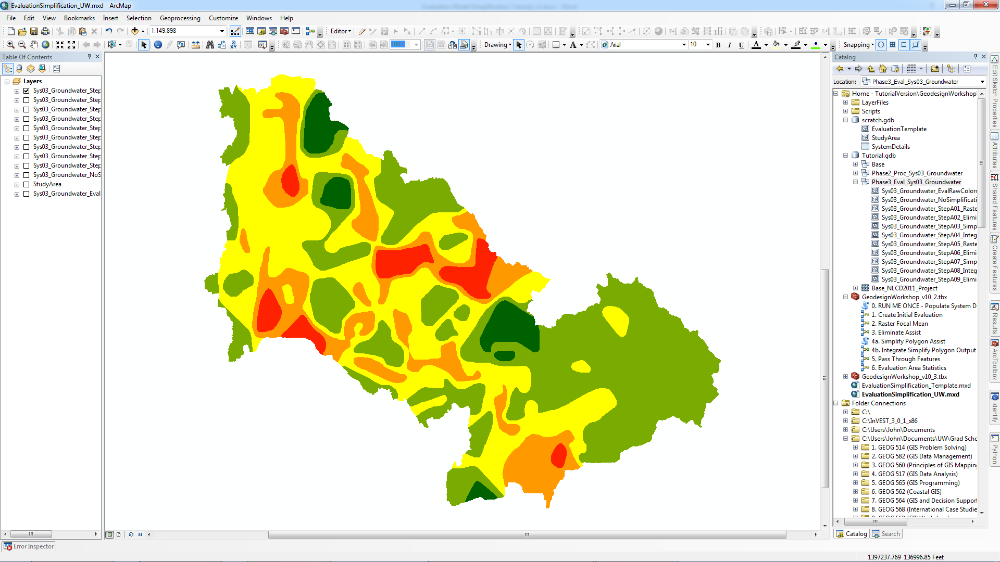 EvaluationSimplification_UW.mxd - ArcMap
File Edit View Bookmarks Insert Selection Geoprocessing Customize Windows Help
1:149,898 Editor
100% Drawing Arial 10 B I U A Snapping
Table Of Contents
Layers
Sys03_Groundwater_Step
Sys03_Groundwater_Step
Sys03_Groundwater_Step
Sys03_Groundwater_Step
Sys03_Groundwater_Step
Sys03_Groundwater_Step
Sys03_Groundwater_Step
Sys03_Groundwater_Step
Sys03_Groundwater_Step
Sys03_Groundwater_NoS
StudyArea
Sys03_Groundwater_Eval
Error Inspector
Catalog
Location: Phase3_Eval_Sys03_Groundwater
Home - TutorialVersion\GeodesignWorkshop
LayerFiles
Scripts
scratch.gdb
EvaluationTemplate
StudyArea
SystemDetails
Tutorial.gdb
Base
Phase2_Proc_Sys03_Groundwater
Phase3_Eval_Sys03_Groundwater
Sys03_Groundwater_EvalRawColors
Sys03_Groundwater_NoSimplificati
Sys03_Groundwater_StepA01_Raste
Sys03_Groundwater_StepA02_Elimi
Sys03_Groundwater_StepA03_Simp
Sys03_Groundwater_StepA04_Integ
Sys03_Groundwater_StepA05_Raste
Sys03_Groundwater_StepA06_Elimi
Sys03_Groundwater_StepA07_Simp
Sys03_Groundwater_StepA08_Integ
Sys03_Groundwater_StepA09_Elimi
Base_NLCD2011_Project
GeodesignWorkshop_v10_2.tbx
0. RUN ME ONCE - Populate System D
1. Create Initial Evaluation
2. Raster Focal Mean
3. Eliminate Assist
4a. Simplify Polygon Assist
4b. Integrate Simplify Polygon Output
5. Pass Through Features
6. Evaluation Area Statistics
GeodesignWorkshop_v10_3.tbx
EvaluationSimplification_Template.mxd
EvaluationSimplification_UW.mxd
Folder Connections
C:\
C:\InVEST_3_0_1_x86
C:\Users\John\Documents
C:\Users\John\Documents\UW\Grad Scho
1. GEOG 514 (GIS Problem Solving)
2. GEOG 582 (GIS Data Management)
3. GEOG 560 (Principles of GIS Mapping
4. GEOG 517 (GIS Data Analysis)
5. GEOG 565 (GIS Programming)
6. GEOG 562 (Coastal GIS)
7. GEOG 564 (GIS and Decision Support
8. GEOG 568 (International Case Studie
Catalog Search
Edit Sketch Properties
Attributes
Shared Features
Create Features
Results
ArcToolbox
Identify
Python
1397237.769 136996.85 Feet